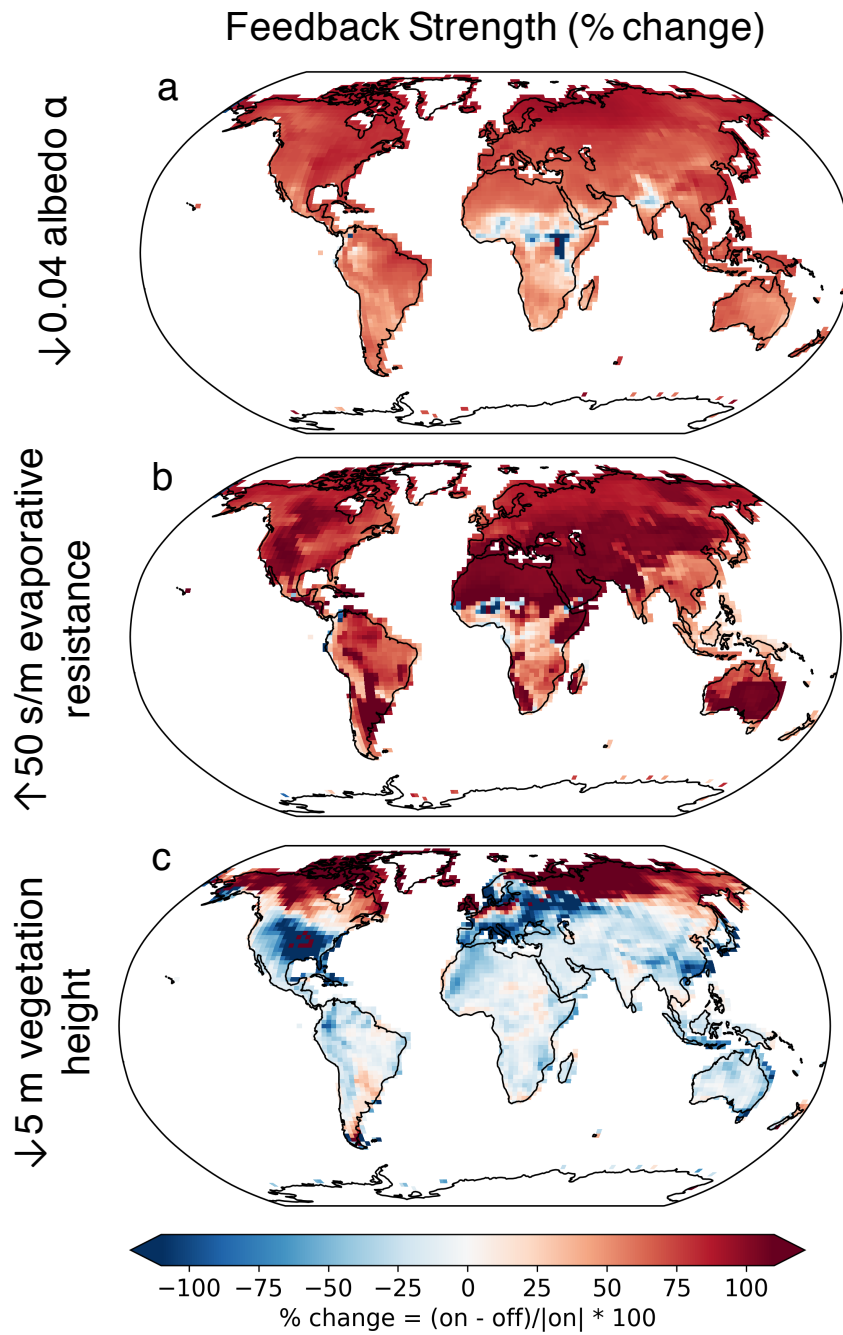 Feedback Strength (% change)
a
↓0.04 albedo α
b
↑50 s/m evaporative
resistance
c
↓5 m vegetation
height
−100 −75 −50 −25 0 25 50 75 100
% change = (on - off)/|on| * 100